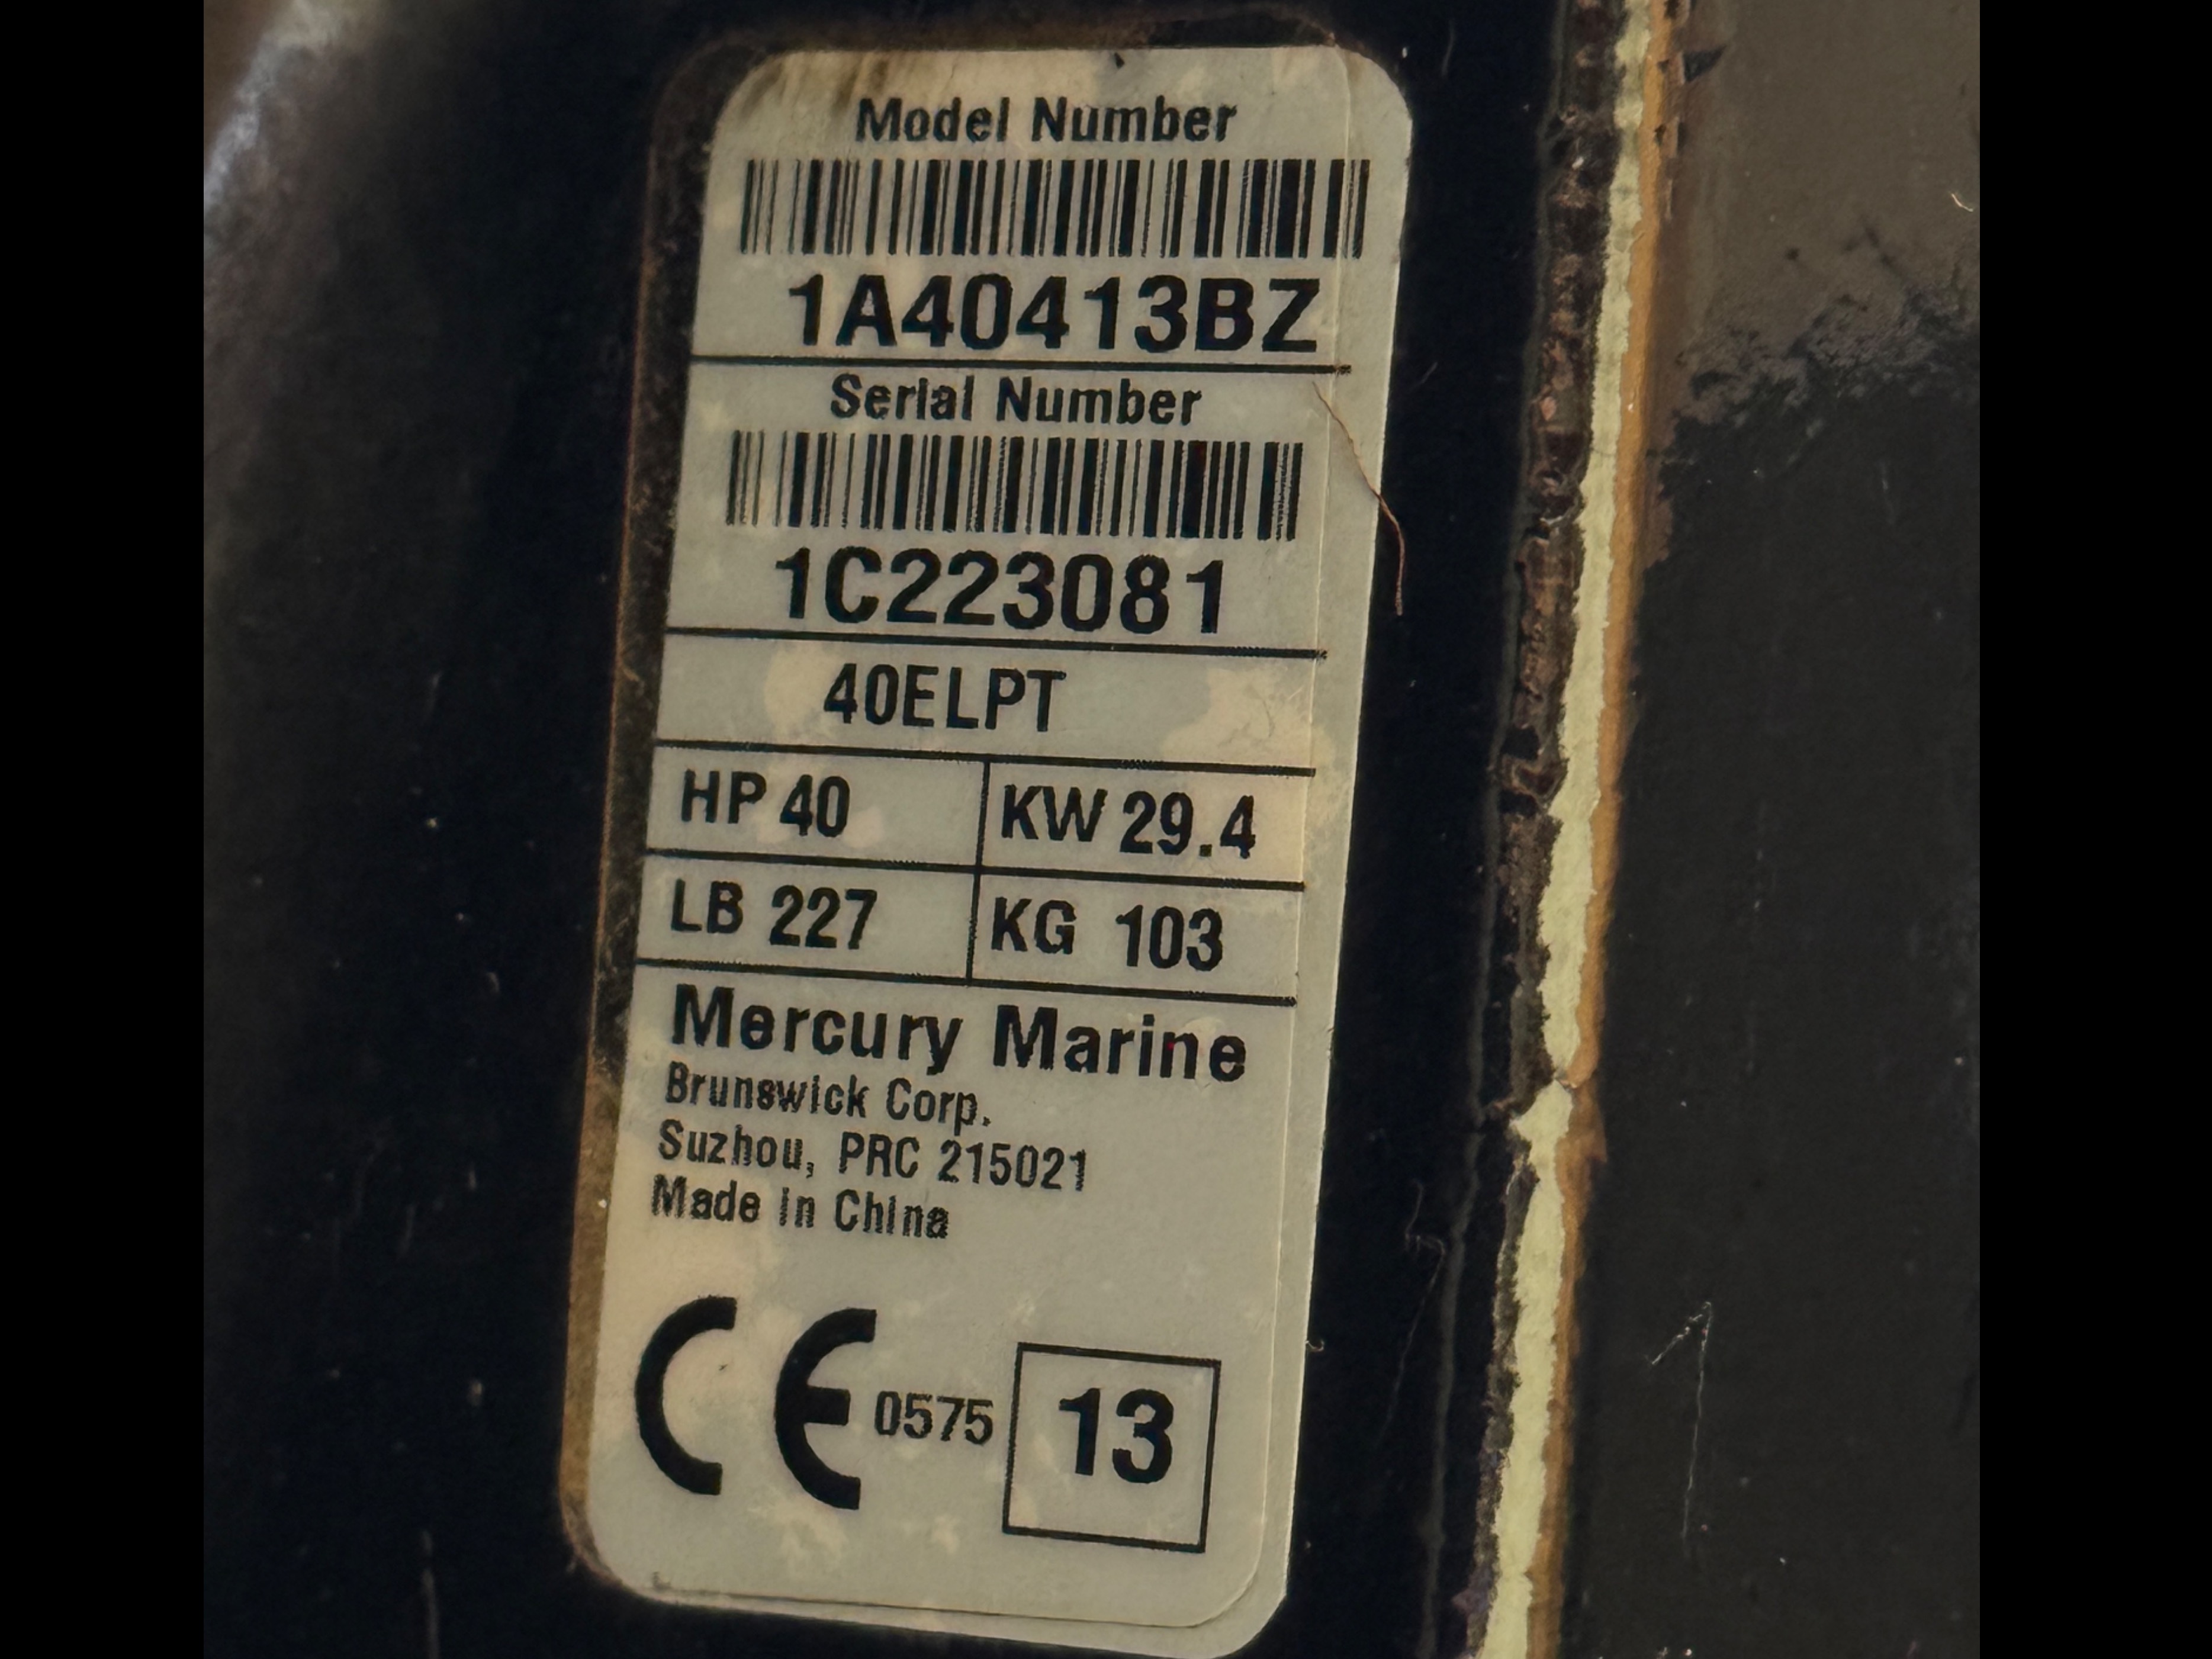 Model Number
1A40413BZ
Serial Number
1C223081
40ELPT
HP 40 KW 29.4
LB 227 KG 103
Mercury Marine
Brunswick Corp.
Suzhou, PRC 215021
Made in China
CE 0575 13